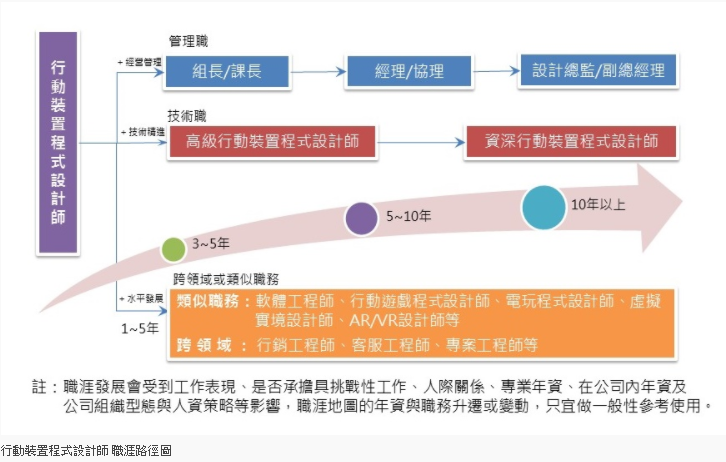 行動裝置程式設計師
管理職
+ 經營管理
組長/課長
經理/協理
設計總監/副總經理
技術職
+ 技術精進
高級行動裝置程式設計師
資深行動裝置程式設計師
3~5年
5~10年
10年以上
跨領域或類似職務
+ 水平發展
1~5年
類似職務：軟體工程師、行動遊戲程式設計師、電玩程式設計師、虛擬
實境設計師、AR/VR設計師等
跨 領 域 ： 行銷工程師、客服工程師、專案工程師等
註：職涯發展會受到工作表現、是否承擔具挑戰性工作、人際關係、專業年資、在公司內年資及
公司組織型態與人資策略等影響，職涯地圖的年資與職務升遷或變動，只宜做一般性參考使用。
行動裝置程式設計師 職涯路徑圖